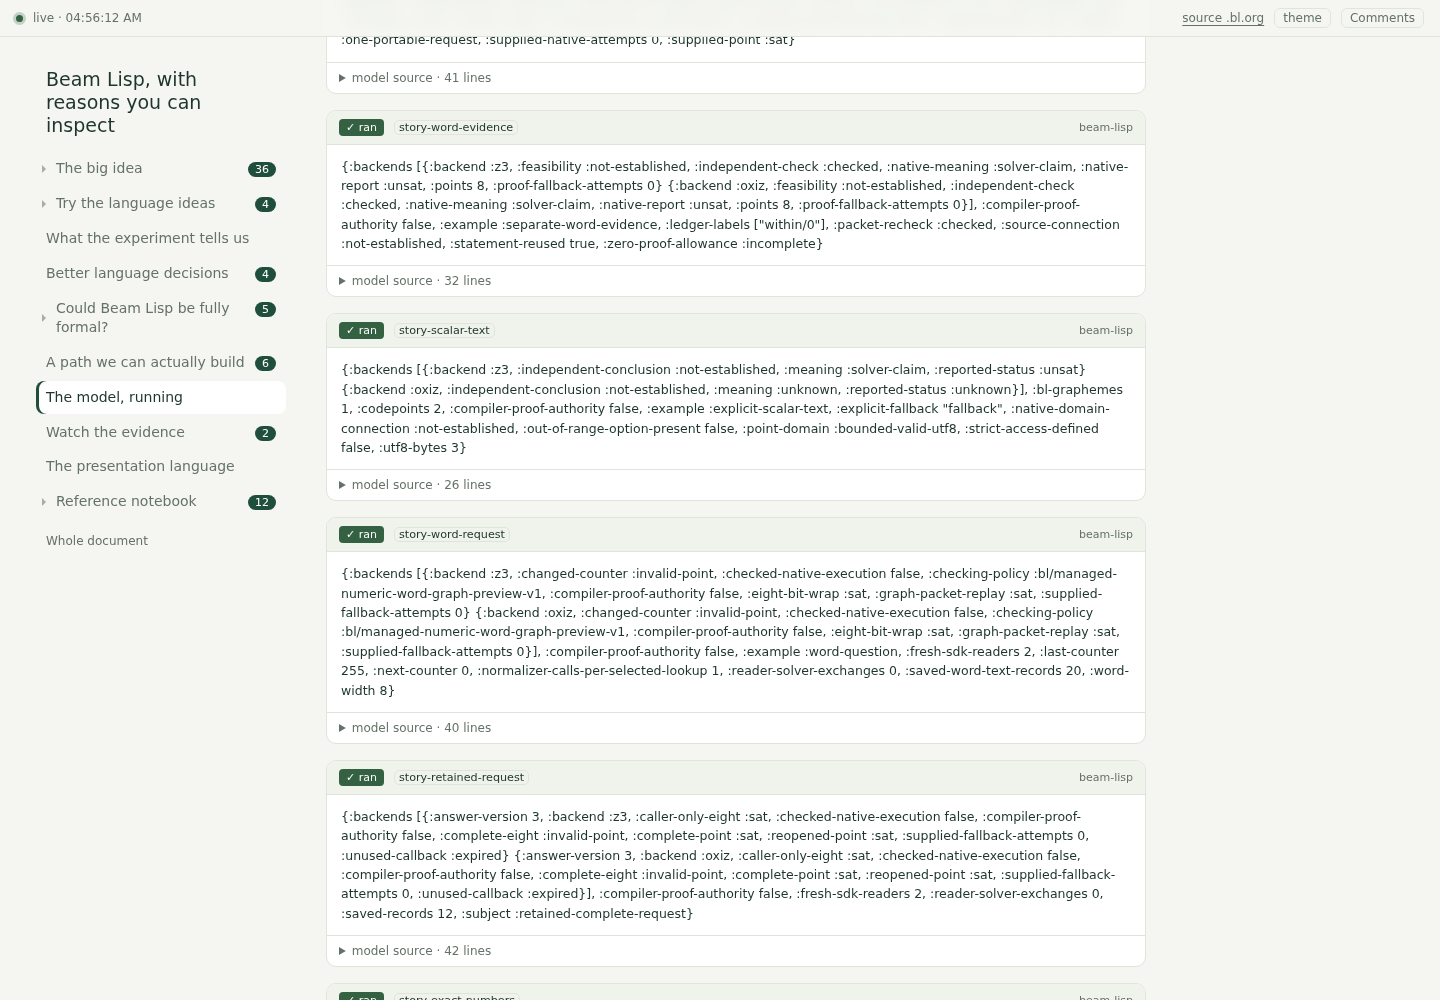 live · 04:56:12 AM
source .bl.org
theme
Comments
Beam Lisp, with
reasons you can
inspect
The big idea 36
Try the language ideas 4
What the experiment tells us
Better language decisions 4
Could Beam Lisp be fully 5
formal?
A path we can actually build 6
The model, running
Watch the evidence 2
The presentation language
Reference notebook 12
Whole document
:one-portable-request, :supplied-native-attempts 0, :supplied-point :sat}
model source · 41 lines
✓ ran story-word-evidence beam-lisp
{:backends [{:backend :z3, :feasibility :not-established, :independent-check :checked, :native-meaning :solver-claim, :native-
report :unsat, :points 8, :proof-fallback-attempts 0} {:backend :oxiz, :feasibility :not-established, :independent-check
:checked, :native-meaning :solver-claim, :native-report :unsat, :points 8, :proof-fallback-attempts 0}], :compiler-proof-
authority false, :example :separate-word-evidence, :ledger-labels ["within/0"], :packet-recheck :checked, :source-connection
:not-established, :statement-reused true, :zero-proof-allowance :incomplete}
model source · 32 lines
✓ ran story-scalar-text beam-lisp
{:backends [{:backend :z3, :independent-conclusion :not-established, :meaning :solver-claim, :reported-status :unsat}
{:backend :oxiz, :independent-conclusion :not-established, :meaning :unknown, :reported-status :unknown}], :bl-graphemes
1, :codepoints 2, :compiler-proof-authority false, :example :explicit-scalar-text, :explicit-fallback "fallback", :native-domain-
connection :not-established, :out-of-range-option-present false, :point-domain :bounded-valid-utf8, :strict-access-defined
false, :utf8-bytes 3}
model source · 26 lines
✓ ran story-word-request beam-lisp
{:backends [{:backend :z3, :changed-counter :invalid-point, :checked-native-execution false, :checking-policy :bl/managed-
numeric-word-graph-preview-v1, :compiler-proof-authority false, :eight-bit-wrap :sat, :graph-packet-replay :sat, :supplied-
fallback-attempts 0} {:backend :oxiz, :changed-counter :invalid-point, :checked-native-execution false, :checking-policy
:bl/managed-numeric-word-graph-preview-v1, :compiler-proof-authority false, :eight-bit-wrap :sat, :graph-packet-replay :sat,
:supplied-fallback-attempts 0}], :compiler-proof-authority false, :example :word-question, :fresh-sdk-readers 2, :last-counter
255, :next-counter 0, :normalizer-calls-per-selected-lookup 1, :reader-solver-exchanges 0, :saved-word-text-records 20, :word-
width 8}
model source · 40 lines
✓ ran story-retained-request beam-lisp
{:backends [{:answer-version 3, :backend :z3, :caller-only-eight :sat, :checked-native-execution false, :compiler-proof-
authority false, :complete-eight :invalid-point, :complete-point :sat, :reopened-point :sat, :supplied-fallback-attempts 0,
:unused-callback :expired} {:answer-version 3, :backend :oxiz, :caller-only-eight :sat, :checked-native-execution false,
:compiler-proof-authority false, :complete-eight :invalid-point, :complete-point :sat, :reopened-point :sat, :supplied-fallback-
attempts 0, :unused-callback :expired}], :compiler-proof-authority false, :fresh-sdk-readers 2, :reader-solver-exchanges 0,
:saved-records 12, :subject :retained-complete-request}
model source · 42 lines
✓ ran story-exact-numbers beam-lisp